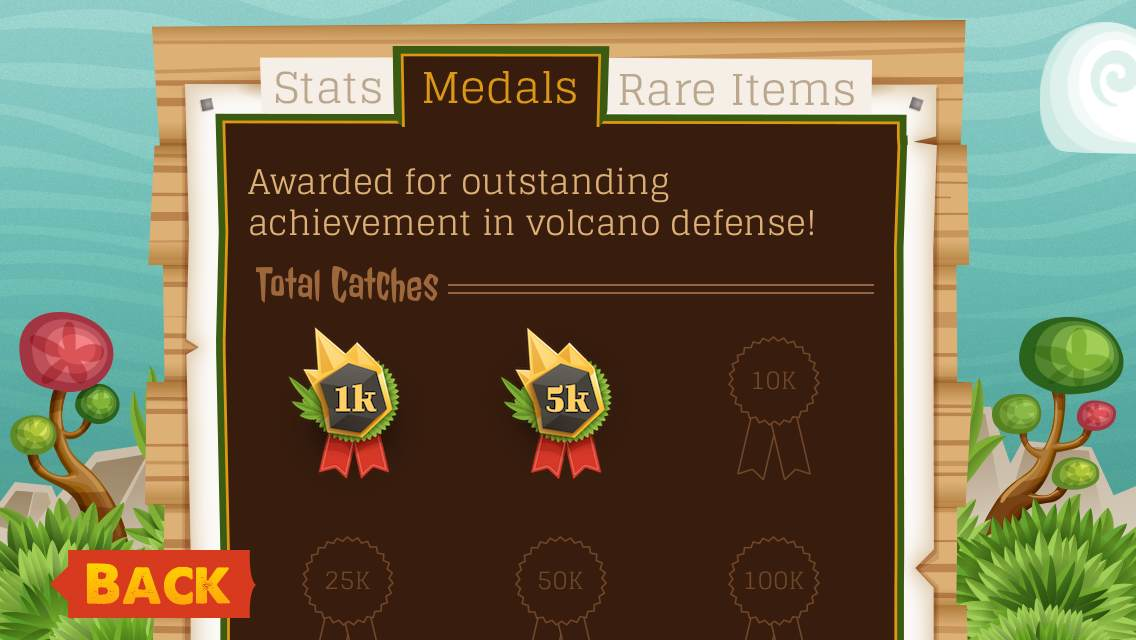 Stats
Medals
Rare Items
Awarded for outstanding
achievement in volcano defense!
Total Catches
1k
5k
10K
25K
50K
100K
BACK